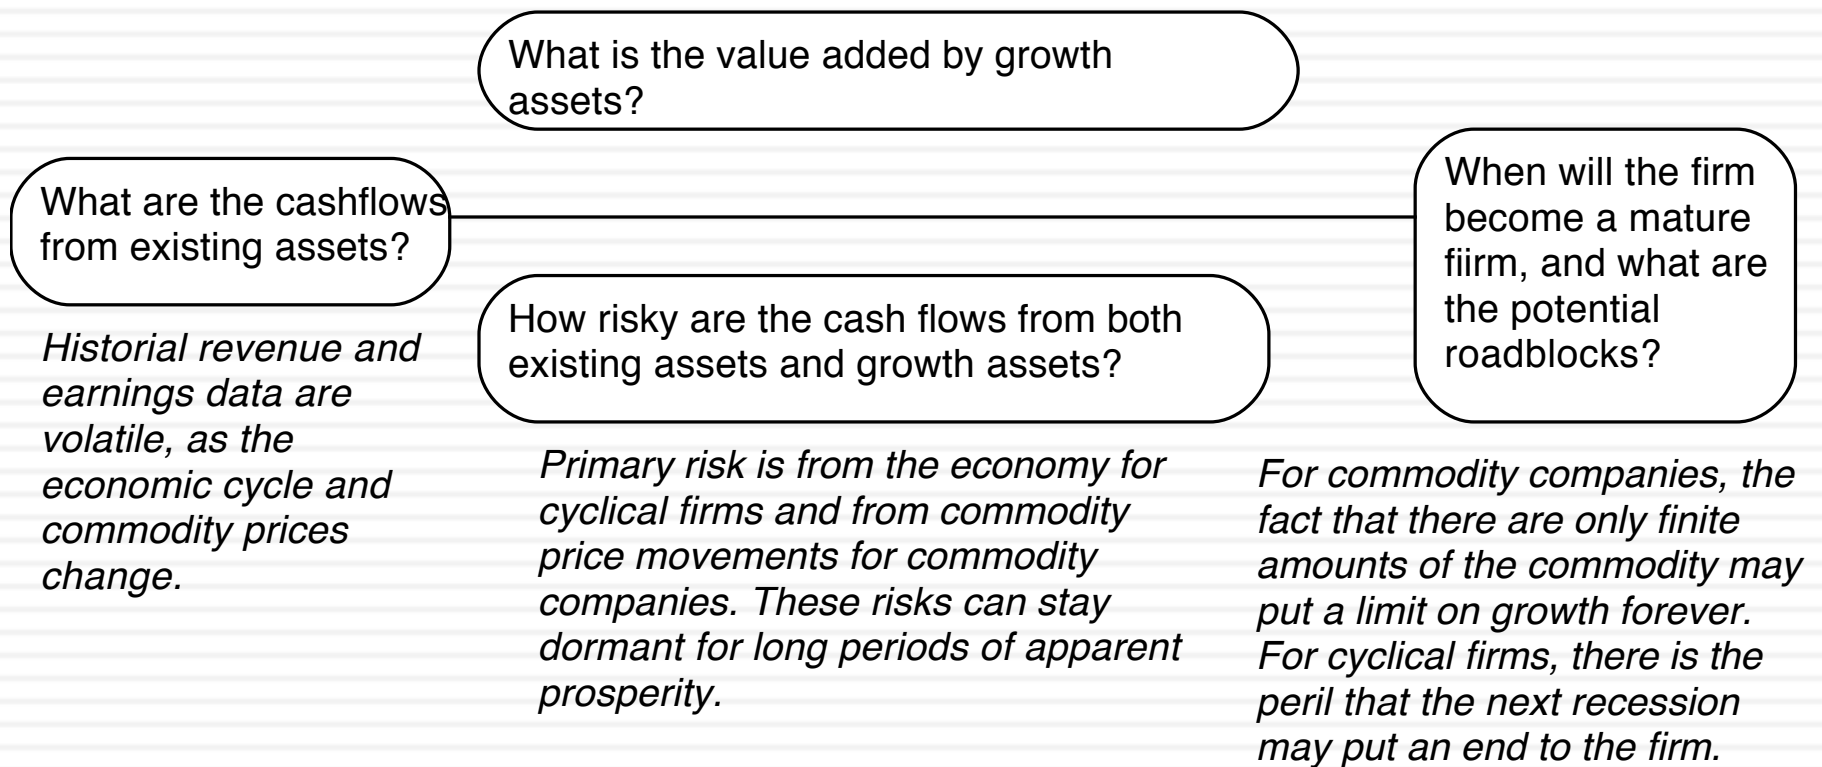 What is the value added by growth
assets?
What are the cashflows
from existing assets?
Historial revenue and
earnings data are
volatile, as the
economic cycle and
commodity prices
change.
How risky are the cash flows from both
existing assets and growth assets?
Primary risk is from the economy for
cyclical firms and from commodity
price movements for commodity
companies. These risks can stay
dormant for long periods of apparent
prosperity.
When will the firm
become a mature
fiirm, and what are
the potential
roadblocks?
For commodity companies, the
fact that there are only finite
amounts of the commodity may
put a limit on growth forever.
For cyclical firms, there is the
peril that the next recession
may put an end to the firm.